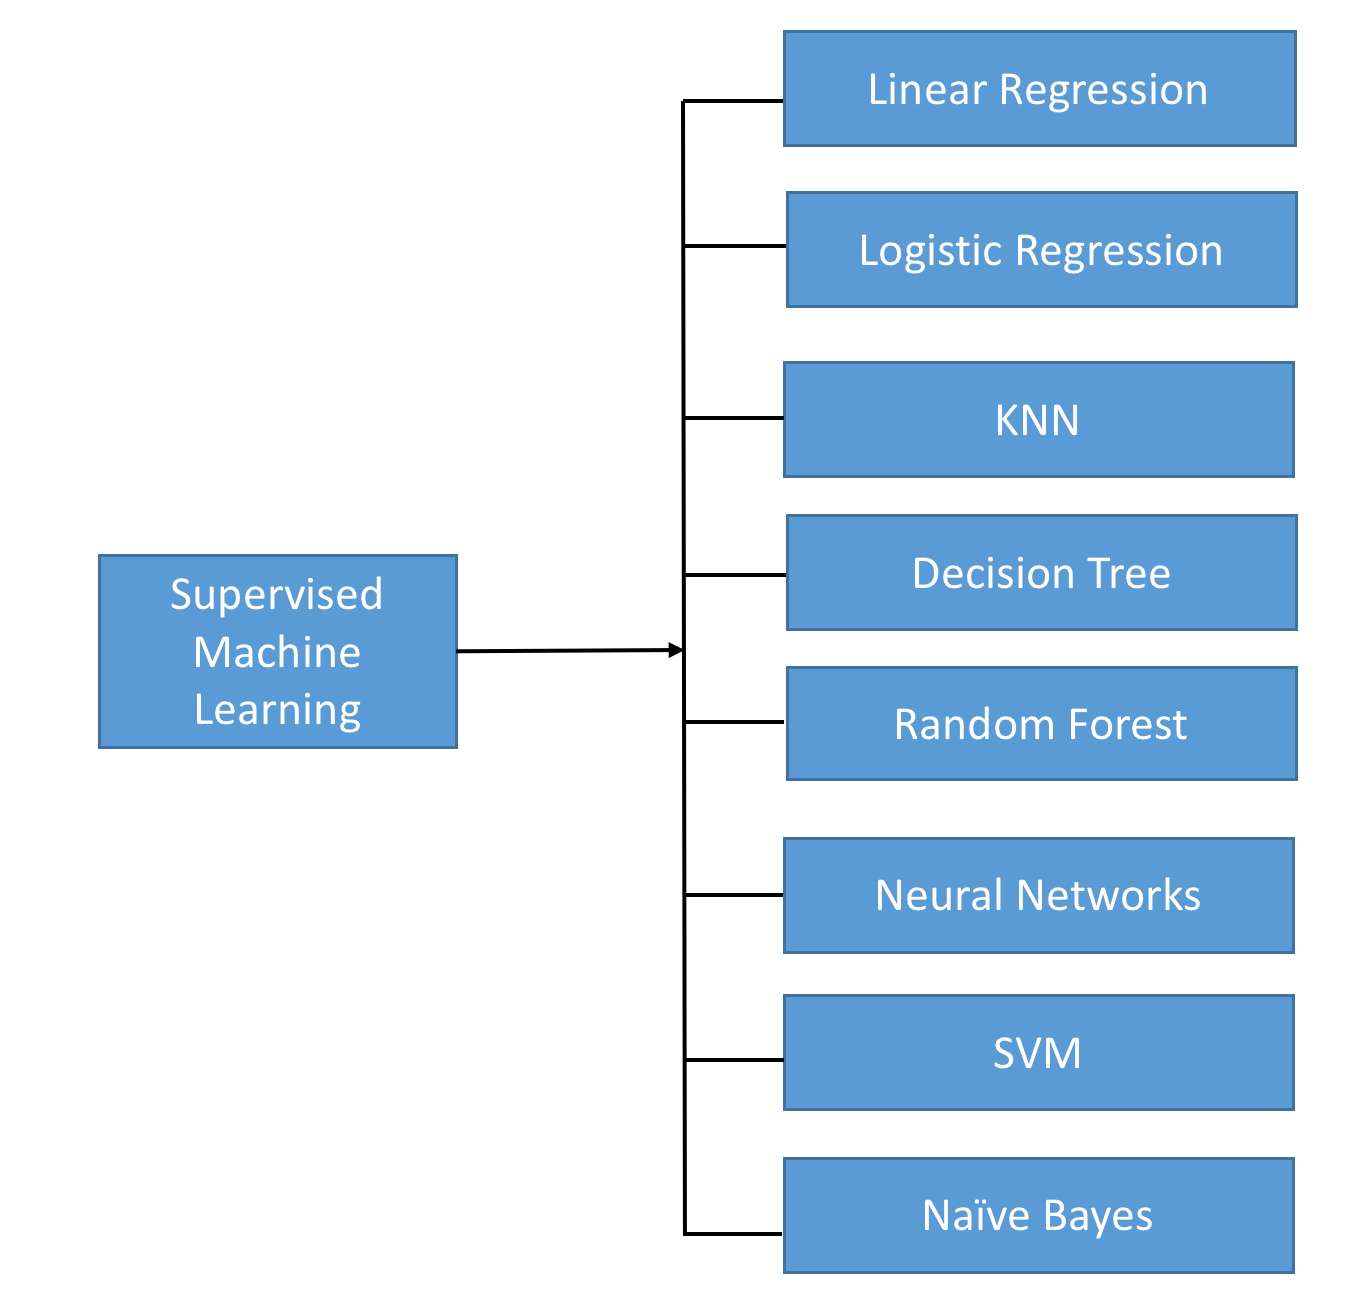 Linear Regression
Logistic Regression
KNN
Decision Tree
Supervised
Machine
Learning
Random Forest
Neural Networks
SVM
Naïve Bayes